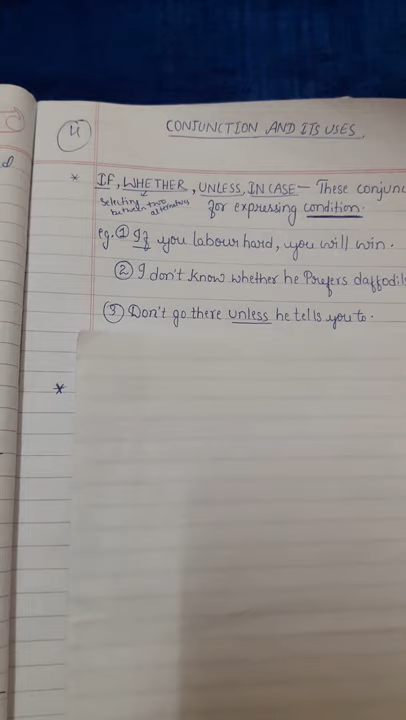 4
CONJUNCTION AND ITS USES
* IF, WHETHER, UNLESS, IN CASE – These conjunc
selecting between two alternatives
for expressing condition.
eg. ① If you labour hard, you will win.
② I don't know whether he Prefers daffodils
③ Don't go there unless he tells you to.
*